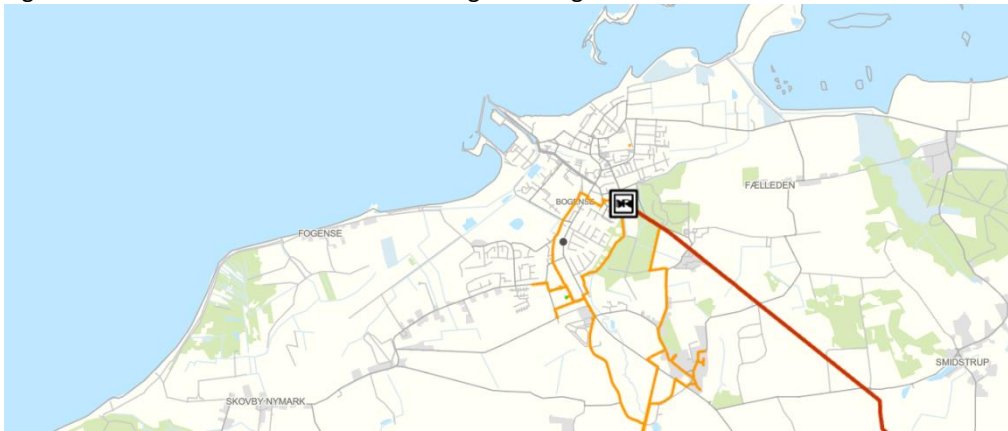 FÆLLEDEN
BOGENSE
FOGENSE
SMIDSTRUP
SKOVBY NYMARK